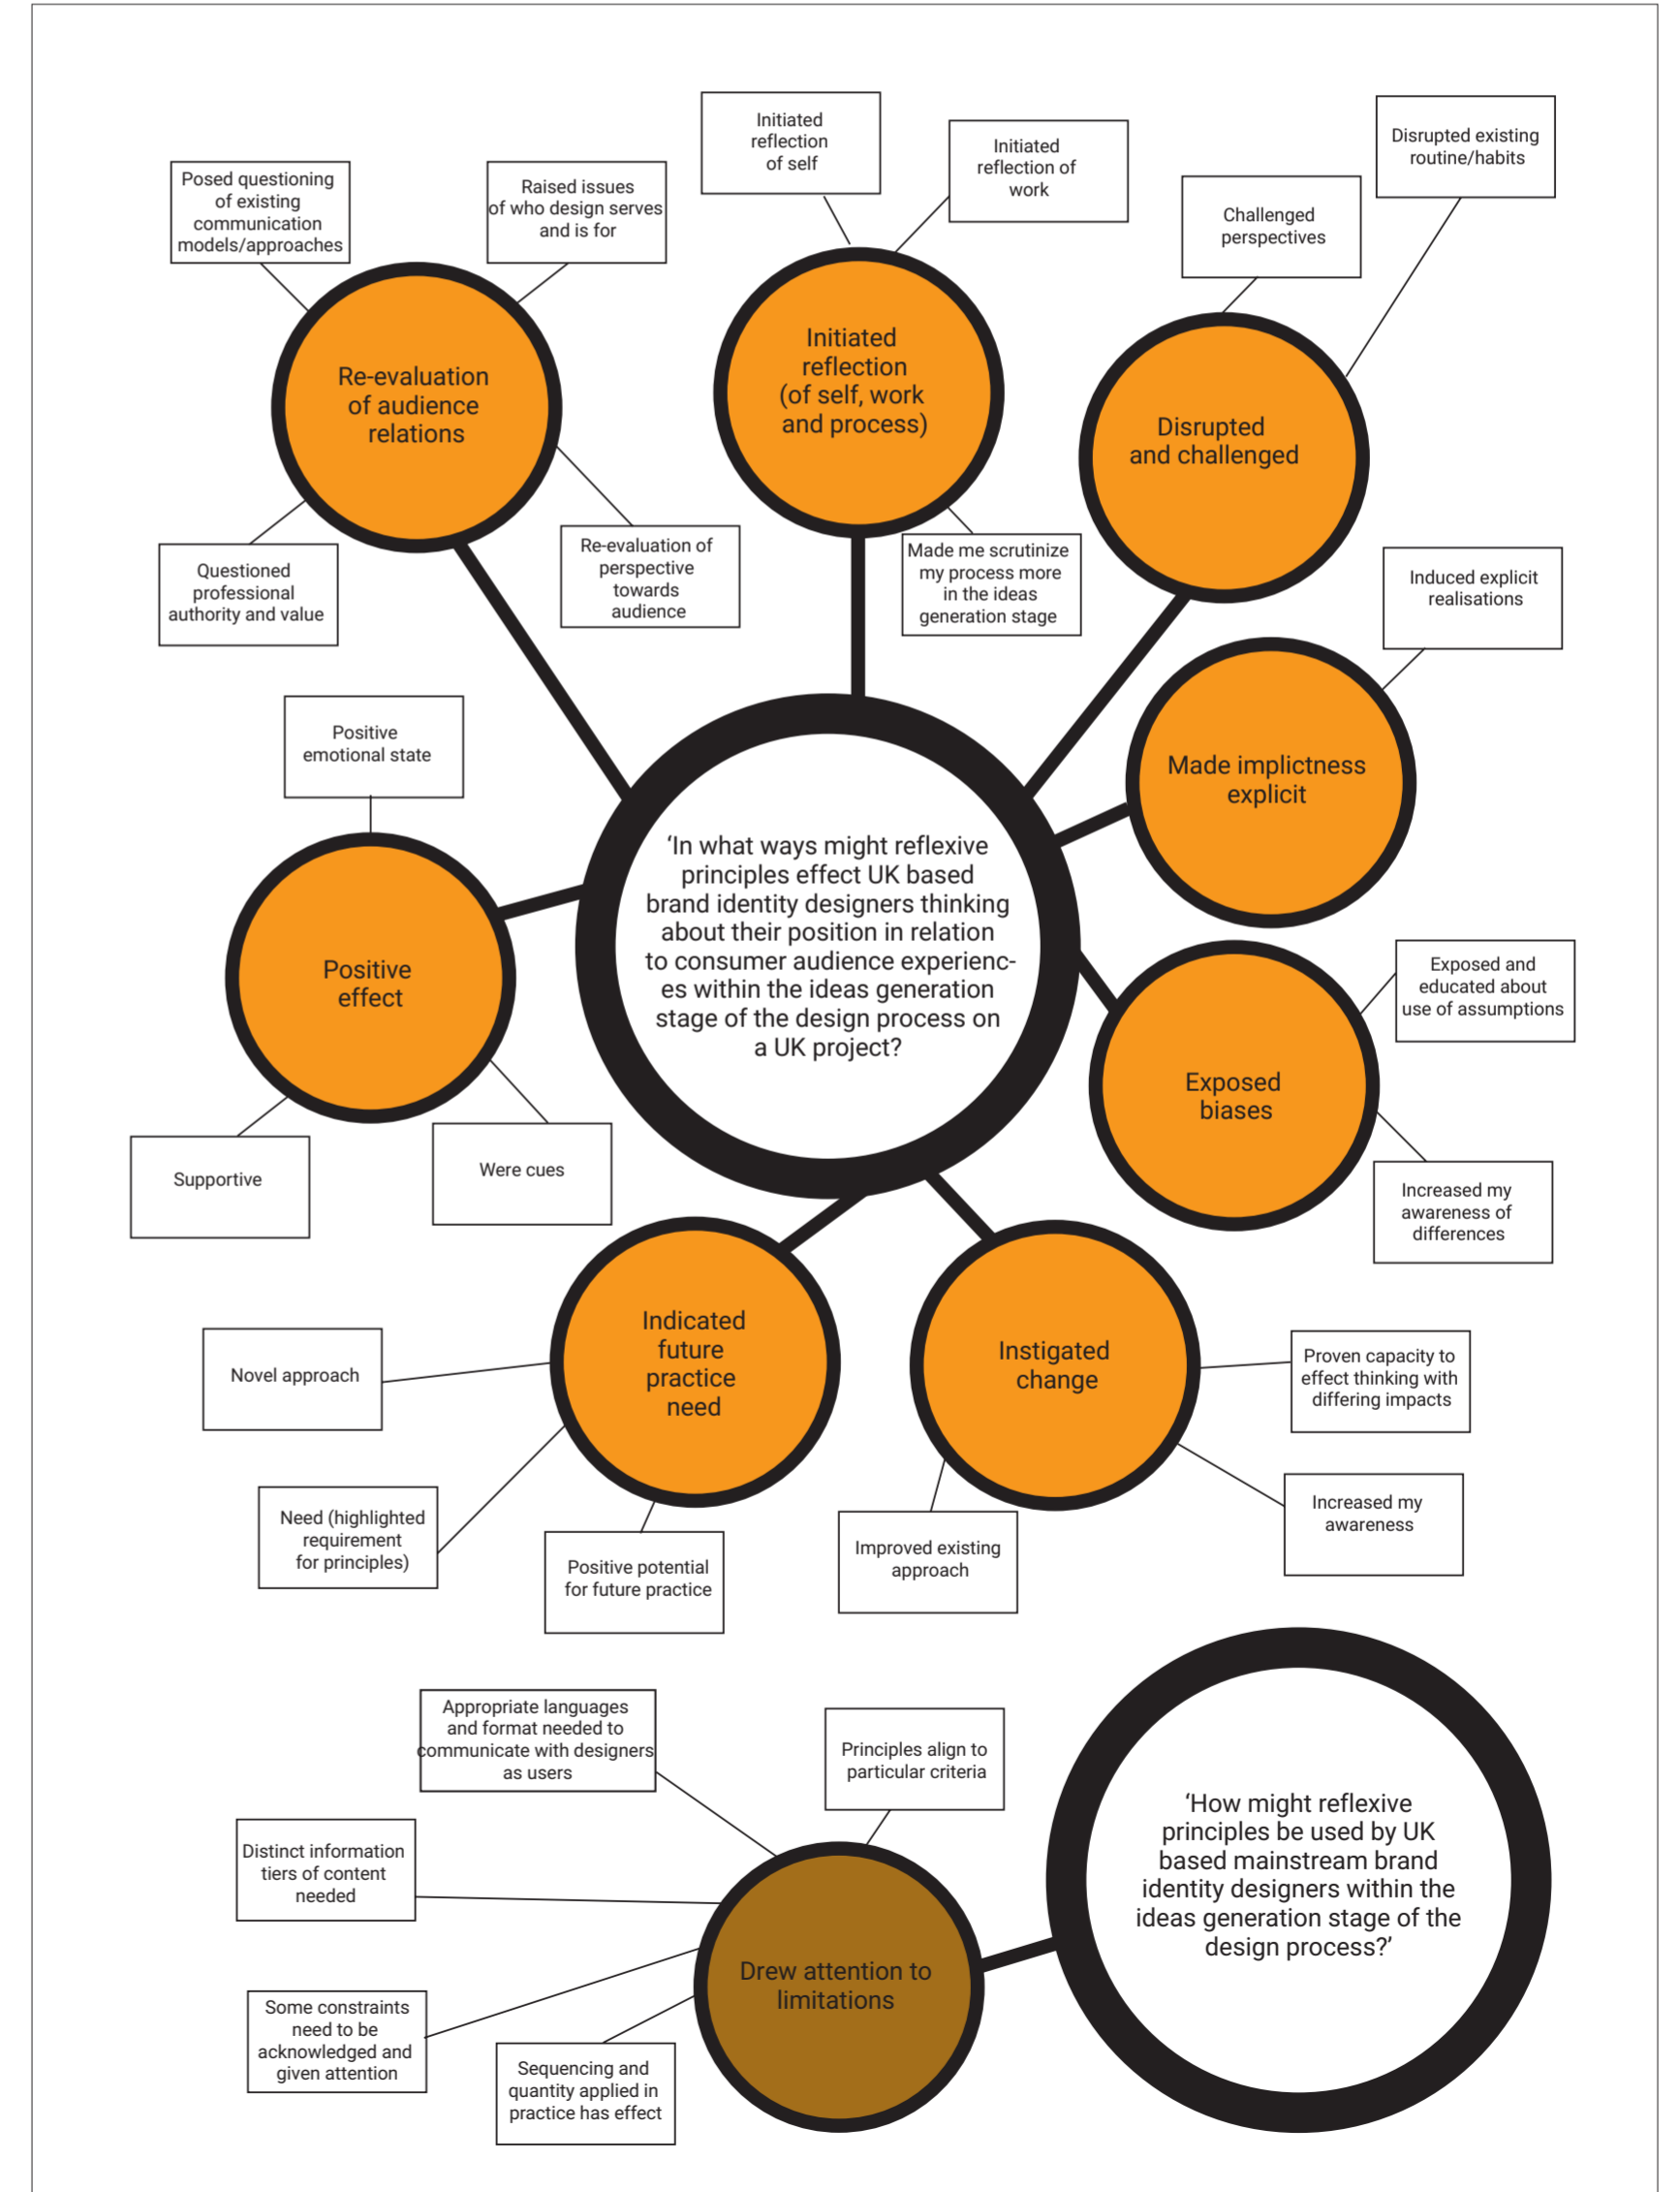 Initiated
reflection
of self
Initiated
reflection of
work
Disrupted existing
routine/habits
Posed questioning
of existing
communication
models/approaches
Raised issues
of who design serves
and is for
Challenged
perspectives
Re-evaluation
of audience
relations
Initiated
reflection
(of self, work
and process)
Disrupted
and challenged
Questioned
professional
authority and value
Re-evaluation of
perspective
towards
audience
Made me scrutinize
my process more
in the ideas
generation stage
Induced explicit
realisations
Positive
emotional state
Made implictness
explicit
‘In what ways might reflexive
principles effect UK based
brand identity designers thinking
about their position in relation
to consumer audience experienc-
es within the ideas generation
stage of the design process on
a UK project?
Positive
effect
Exposed and
educated about
use of assumptions
Exposed
biases
Supportive
Were cues
Increased my
awareness of
differences
Indicated
future
practice
need
Instigated
change
Novel approach
Proven capacity to
effect thinking with
differing impacts
Need (highlighted
requirement
for principles)
Positive potential
for future practice
Improved existing
approach
Increased my
awareness
Appropriate languages
and format needed to
communicate with designers
as users
Principles align to
particular criteria
Distinct information
tiers of content
needed
‘How might reflexive
principles be used by UK
based mainstream brand
identity designers within the
ideas generation stage of the
design process?’
Drew attention to
limitations
Some constraints
need to be
acknowledged and
given attention
Sequencing and
quantity applied in
practice has effect